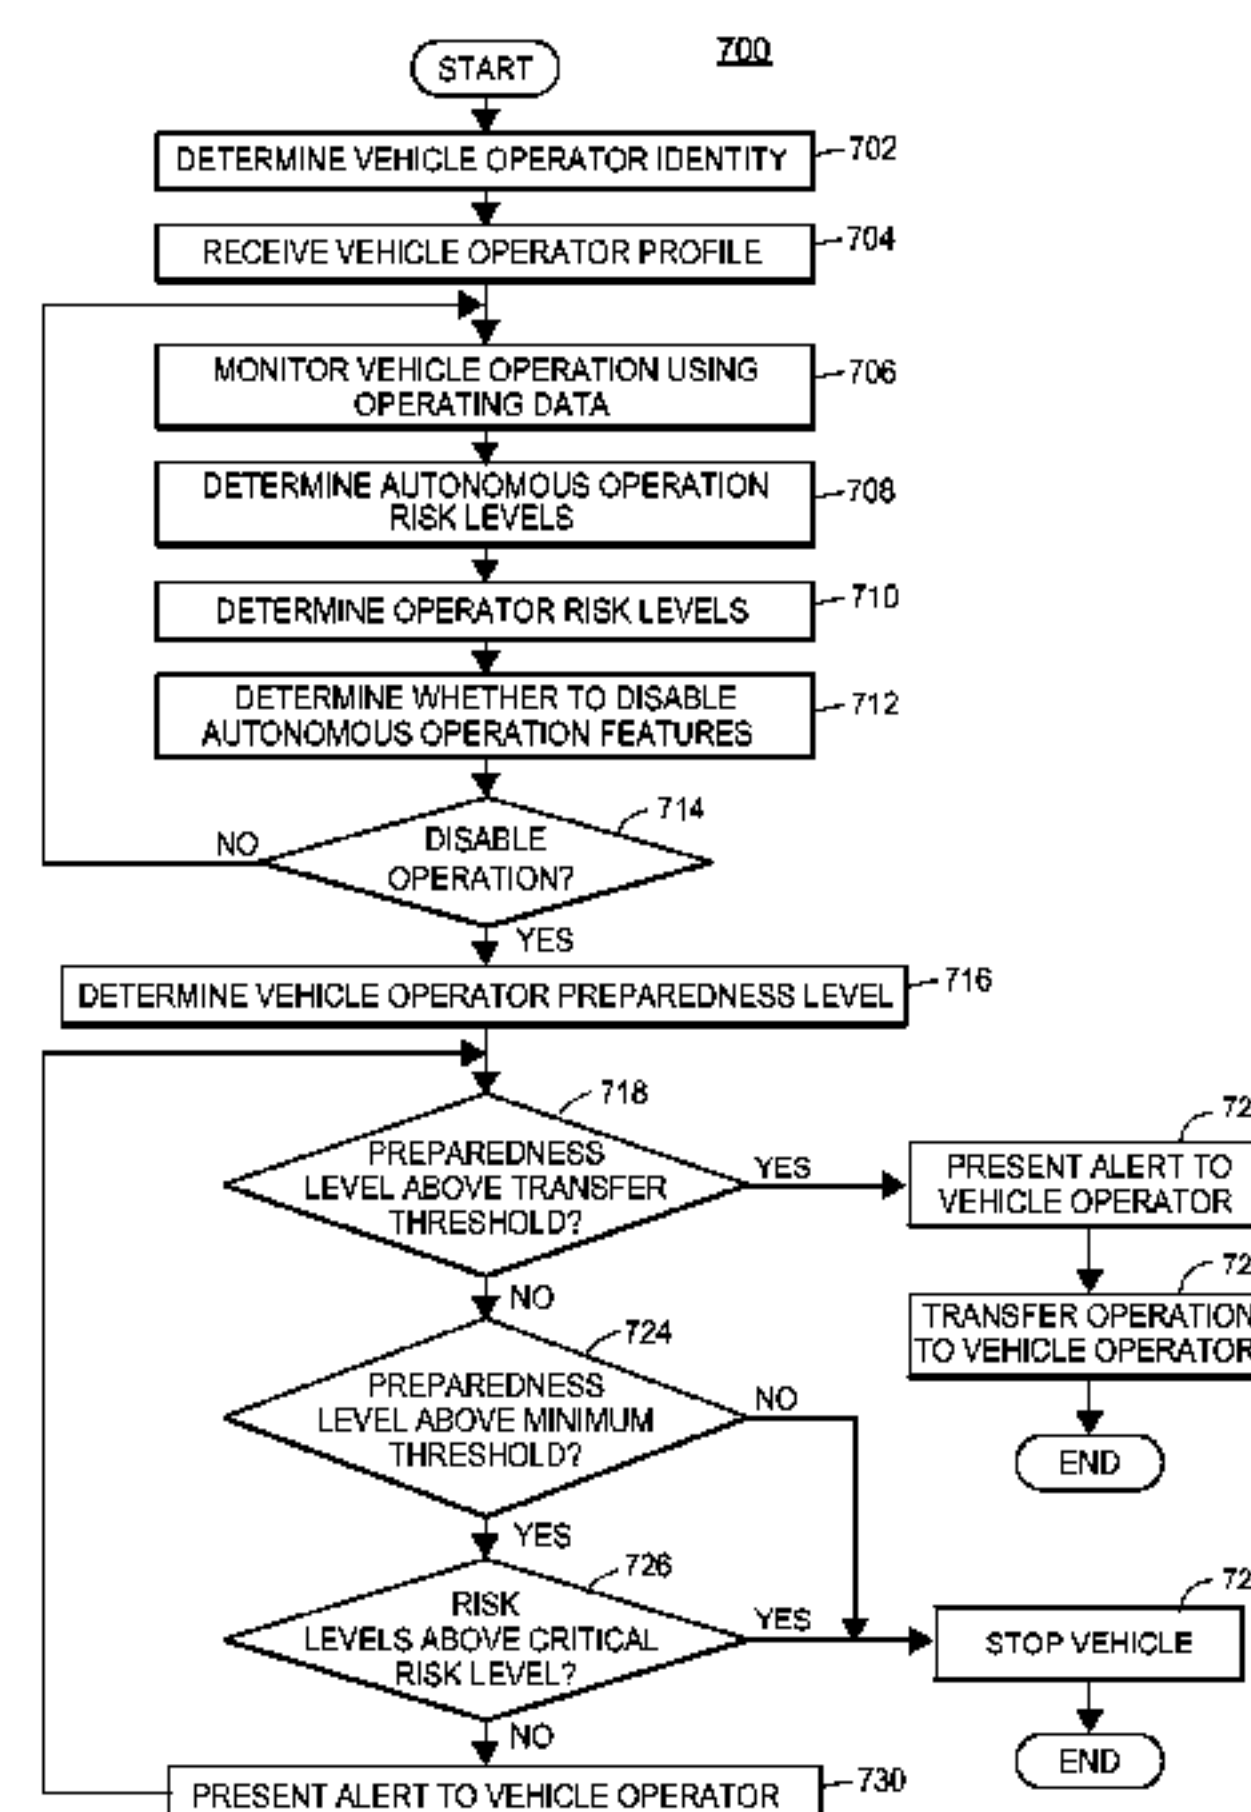 700
START
DETERMINE VEHICLE OPERATOR IDENTITY
702
RECEIVE VEHICLE OPERATOR PROFILE
704
MONITOR VEHICLE OPERATION USING
OPERATING DATA
706
DETERMINE AUTONOMOUS OPERATION
RISK LEVELS
708
DETERMINE OPERATOR RISK LEVELS
710
DETERMINE WHETHER TO DISABLE
AUTONOMOUS OPERATION FEATURES
712
714
DISABLE
OPERATION?
NO
YES
DETERMINE VEHICLE OPERATOR PREPAREDNESS LEVEL
716
718
PREPAREDNESS
LEVEL ABOVE TRANSFER
THRESHOLD?
YES
72
PRESENT ALERT TO
VEHICLE OPERATOR
72
TRANSFER OPERATION
TO VEHICLE OPERATOR
END
NO
724
PREPAREDNESS
LEVEL ABOVE MINIMUM
THRESHOLD?
NO
YES
726
RISK
LEVELS ABOVE CRITICAL
RISK LEVEL?
YES
72
STOP VEHICLE
END
NO
PRESENT ALERT TO VEHICLE OPERATOR
730